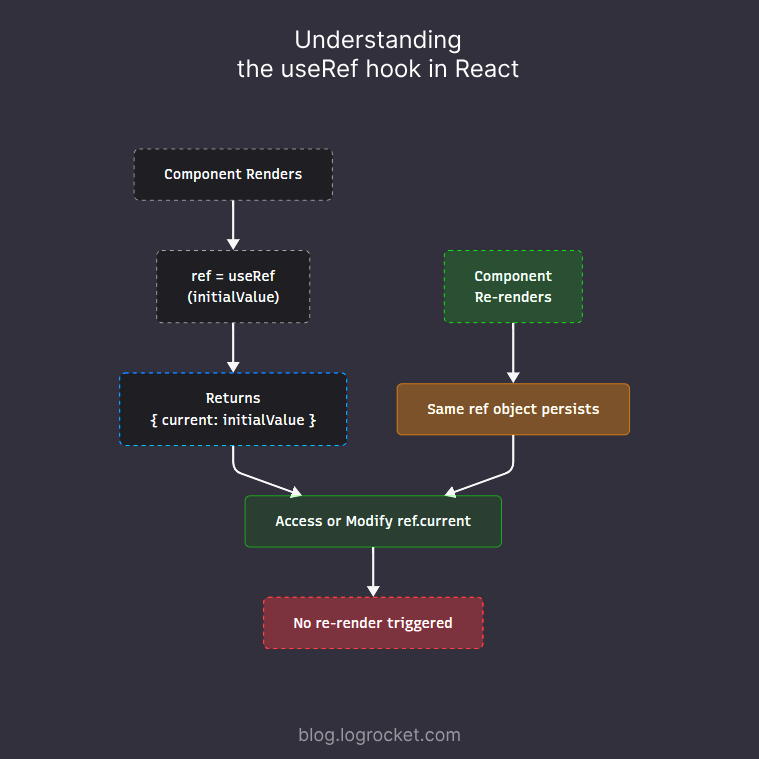 Understanding
the useRef hook in React
Component Renders
ref = useRef
(initialValue)
Component
Re-renders
Returns
{ current: initialValue }
Same ref object persists
Access or Modify ref.current
No re-render triggered
blog.logrocket.com